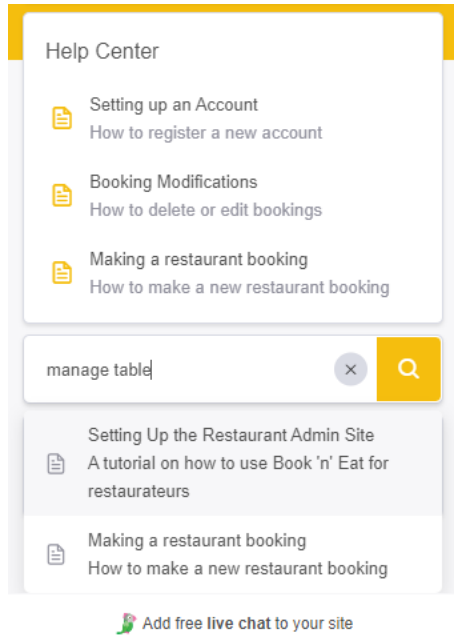 Help Center
Setting up an Account
How to register a new account
Booking Modifications
How to delete or edit bookings
Making a restaurant booking
How to make a new restaurant booking
manage table
Setting Up the Restaurant Admin Site
A tutorial on how to use Book 'n' Eat for
restaurateurs
Making a restaurant booking
How to make a new restaurant booking
Add free live chat to your site